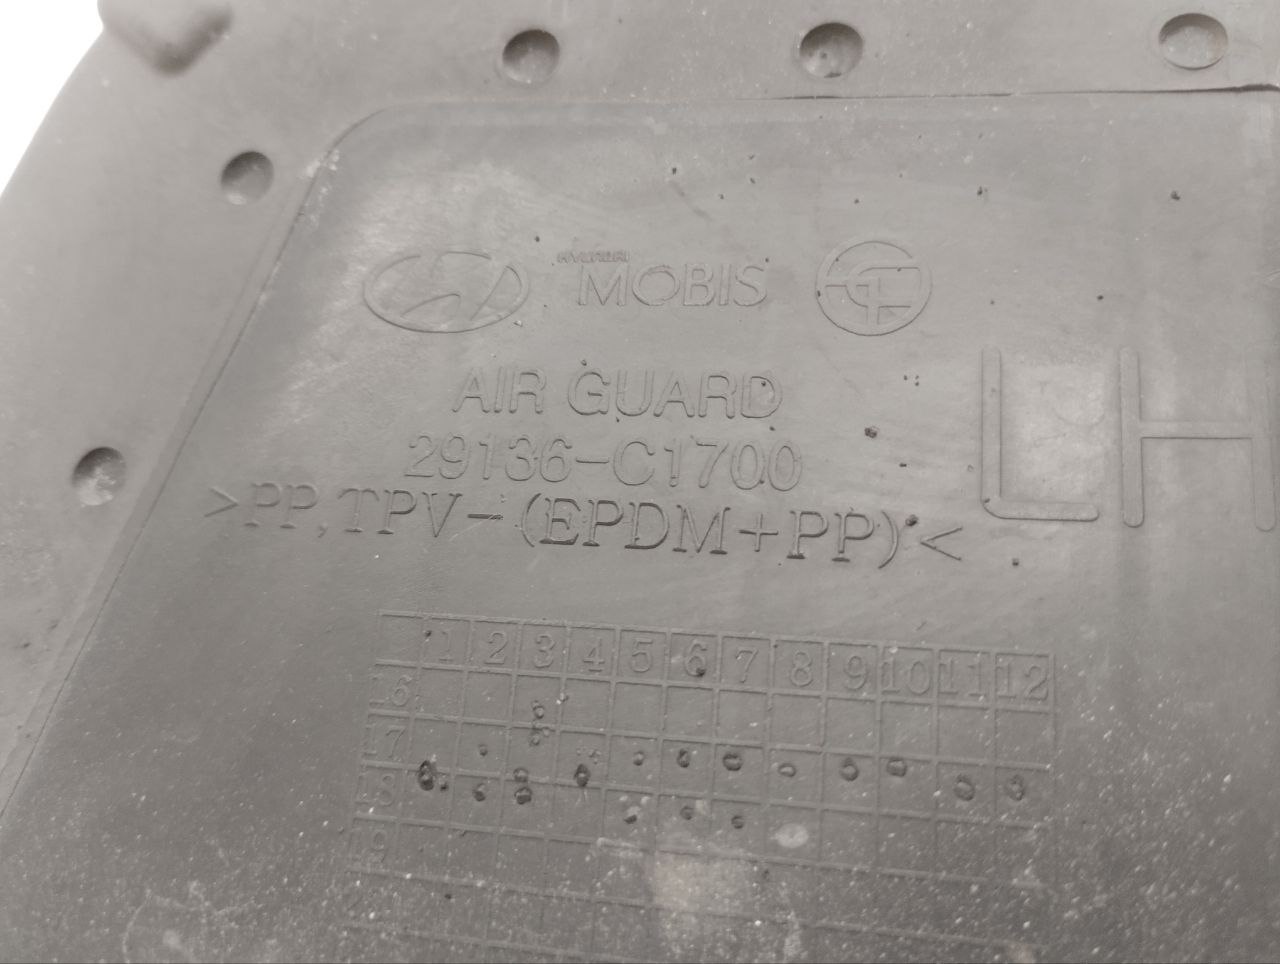 HYUNDAI
MOBIS
AIR GUARD
29136-C1700
LH
>PP,TPV-(EPDM+PP)<
1 2 3 4 5 6 7 8 9 10 11 12
16
17
18
19